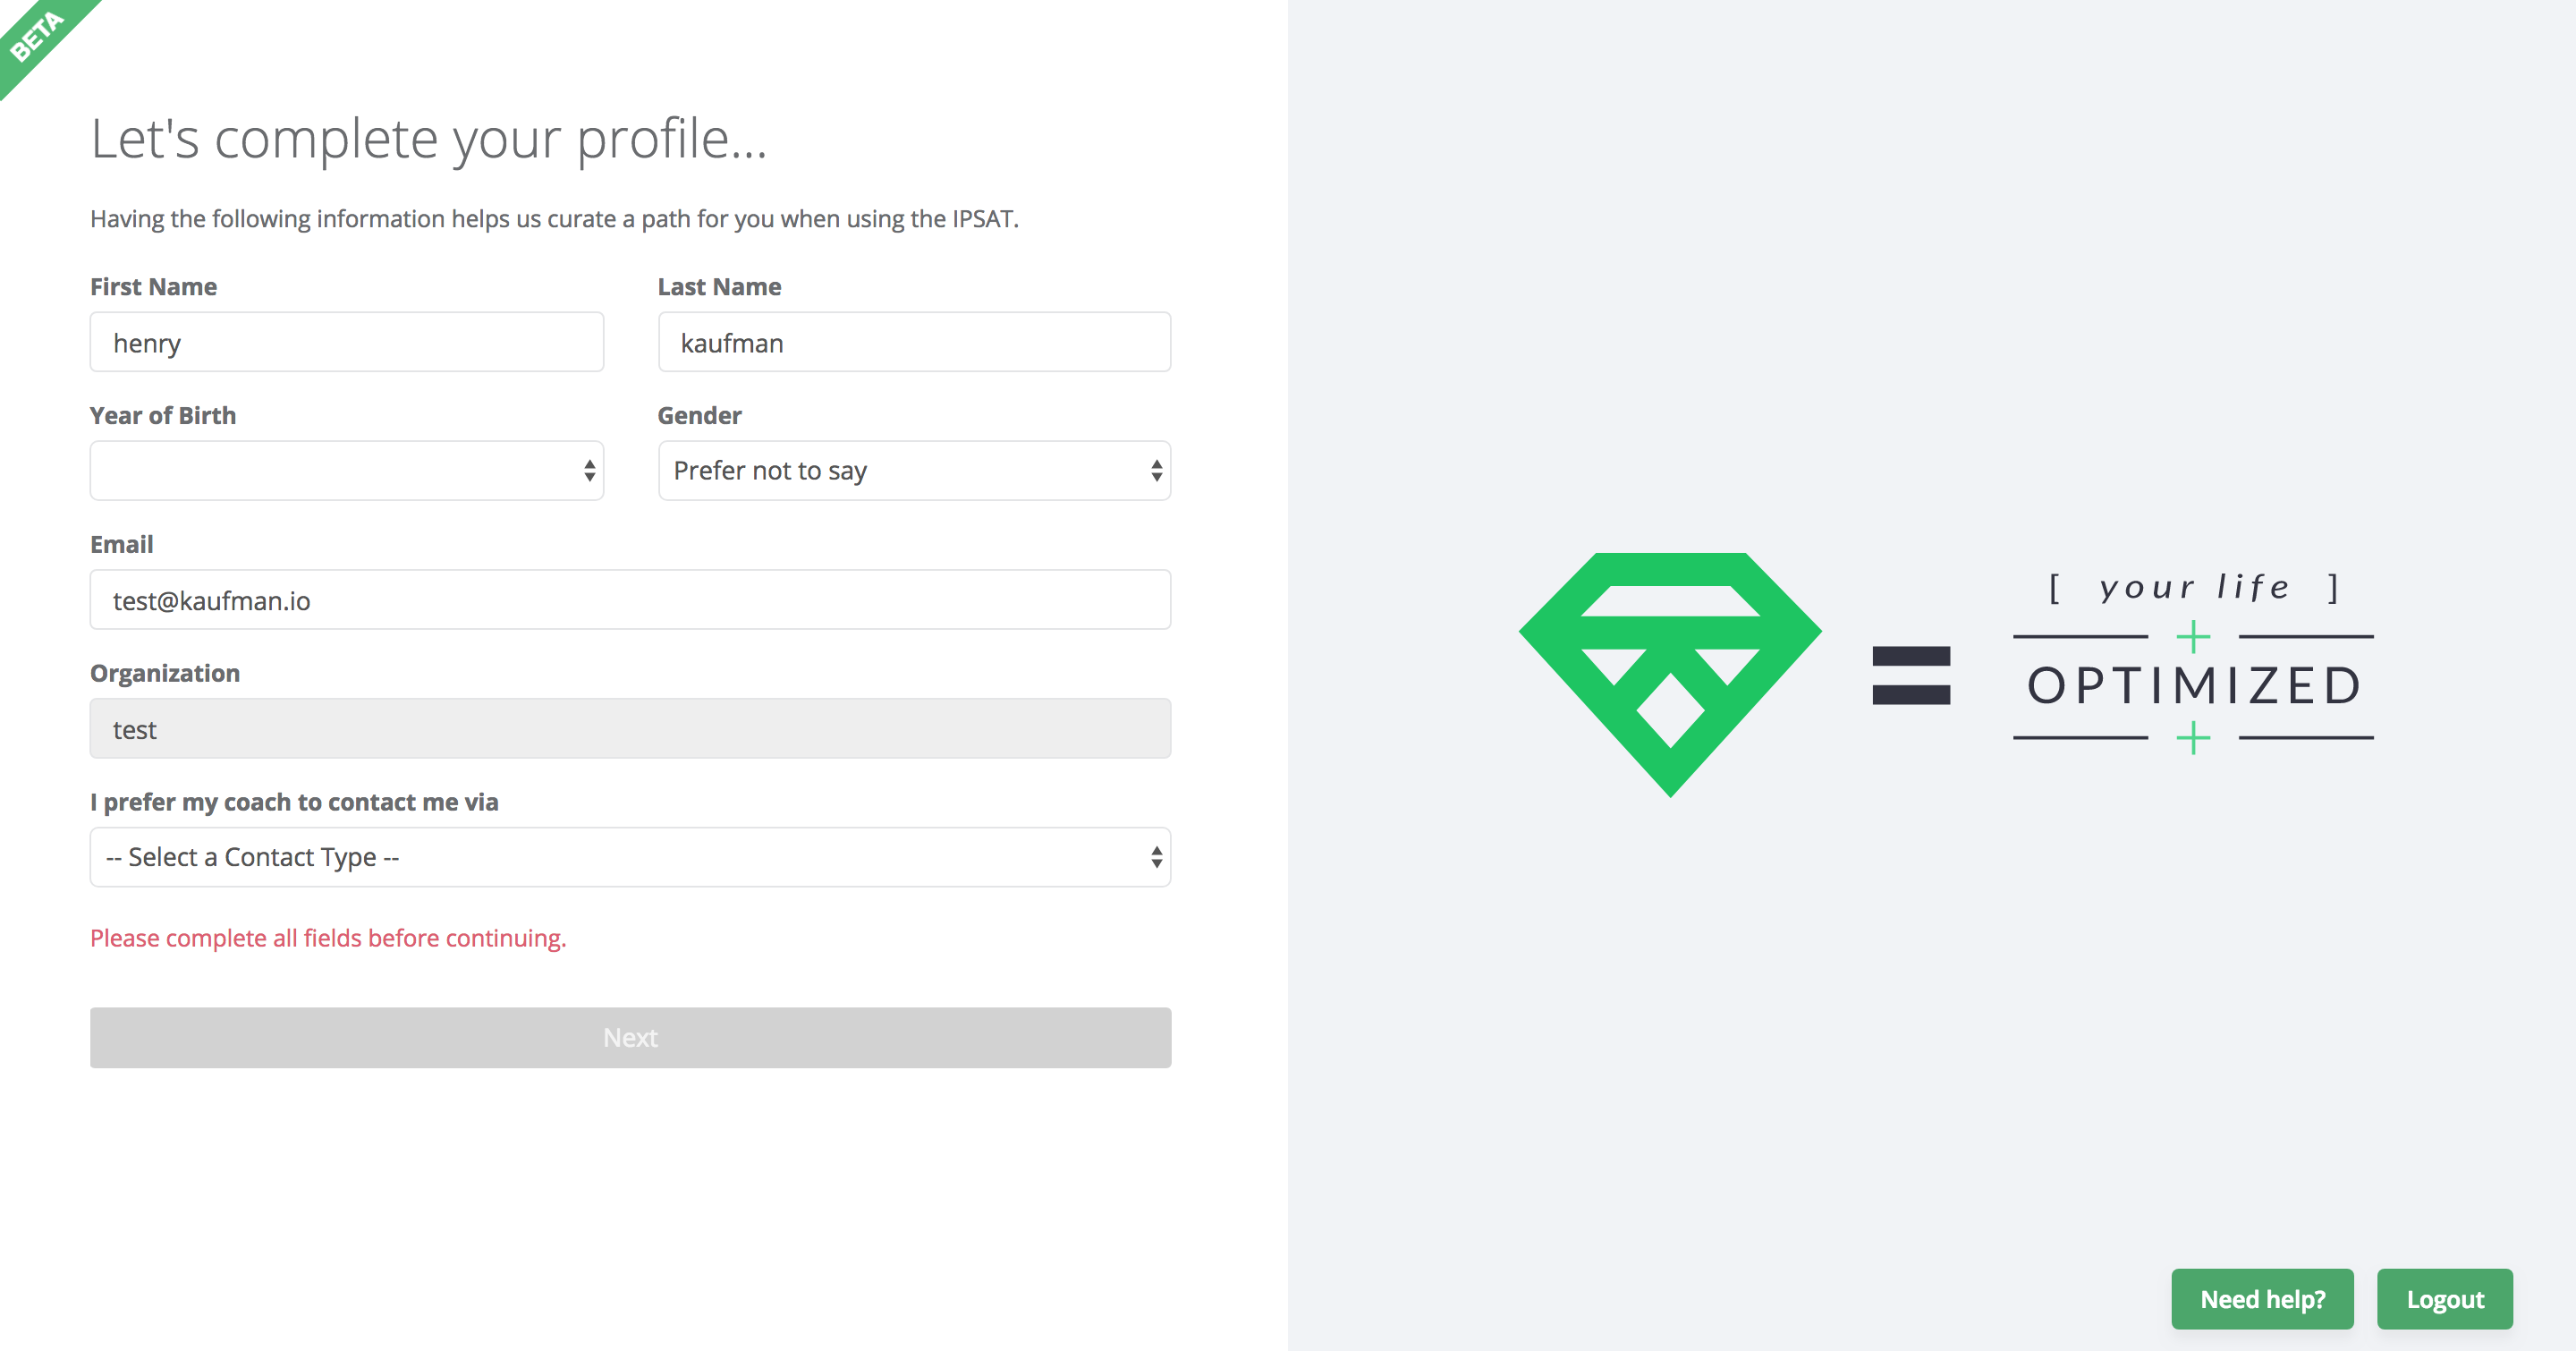 BETA
Let's complete your profile...
Having the following information helps us curate a path for you when using the IPSAT.
First Name
Last Name
henry
kaufman
Year of Birth
Gender
Prefer not to say
Email
test@kaufman.io
Organization
test
I prefer my coach to contact me via
-- Select a Contact Type --
Please complete all fields before continuing.
Next
[ your life ]
OPTIMIZED
Need help?
Logout